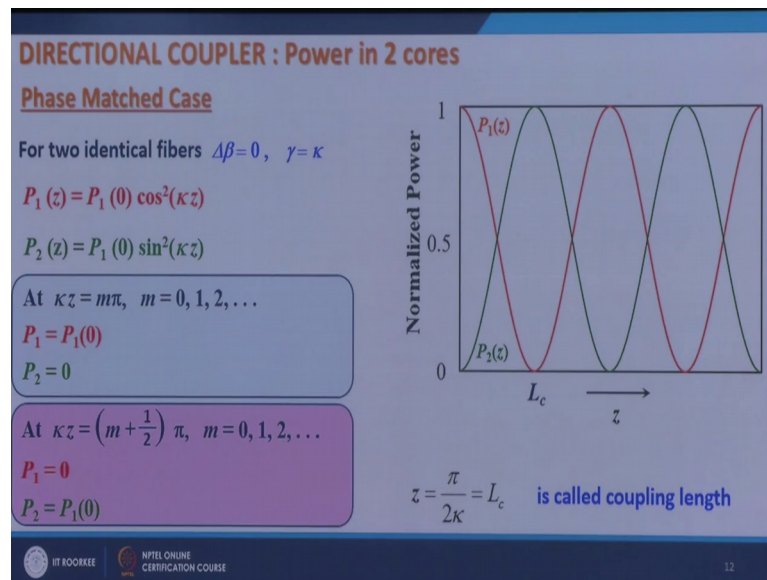 DIRECTIONAL COUPLER : Power in 2 cores
Phase Matched Case
For two identical fibers Δβ = 0 , γ = κ
P₁ (z) = P₁ (0) cos²(κz)
P₂ (z) = P₁ (0) sin²(κz)
At κz = mπ, m = 0, 1, 2, . . .
P₁ = P₁(0)
P₂ = 0
At κz = (m + 1/2) π, m = 0, 1, 2, . . .
P₁ = 0
P₂ = P₁(0)
Normalized Power
1
0.5
0
P₁(z)
P₂(z)
L_c
z
z = π/2κ = L_c is called coupling length
IIT ROORKEE
NPTEL ONLINE
CERTIFICATION COURSE
12